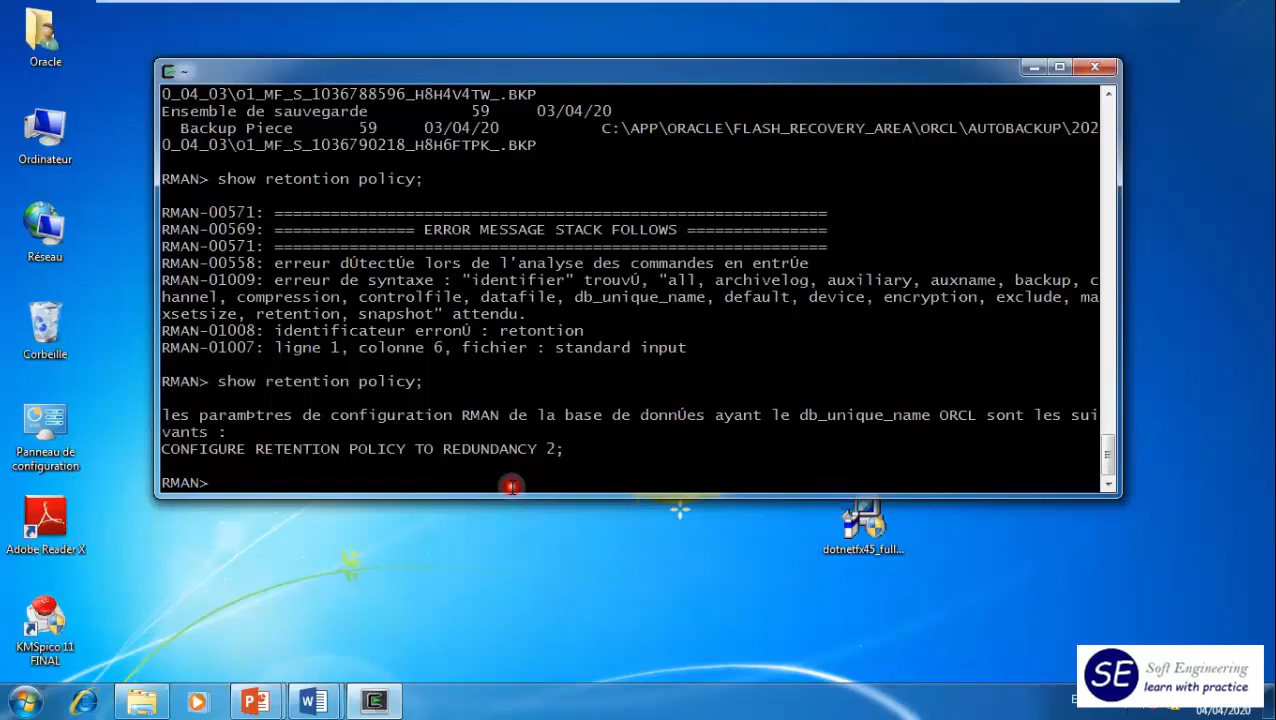 Oracle
Ordinateur
Réseau
Corbeille
Panneau de
configuration
Adobe Reader X
KMSpico 11
FINAL
~
0_04_03\O1_MF_S_1036788596_H8H4V4TW_.BKP
Ensemble de sauvegarde 59 03/04/20
Backup Piece 59 03/04/20 C:\APP\ORACLE\FLASH_RECOVERY_AREA\ORCL\AUTOBACKUP\202
0_04_03\O1_MF_S_1036790218_H8H6FTPK_.BKP
RMAN> show retontion policy;
RMAN-00571: ===========================================================
RMAN-00569: =============== ERROR MESSAGE STACK FOLLOWS ===============
RMAN-00571: ===========================================================
RMAN-00558: erreur dÚtectÚe lors de l'analyse des commandes en entrÚe
RMAN-01009: erreur de syntaxe : "identifier" trouvÚ, "all, archivelog, auxiliary, auxname, backup, c
hannel, compression, controlfile, datafile, db_unique_name, default, device, encryption, exclude, ma
xsetsize, retention, snapshot" attendu.
RMAN-01008: identificateur erronÚ : retontion
RMAN-01007: ligne 1, colonne 6, fichier : standard input
RMAN> show retention policy;
les paramÞtres de configuration RMAN de la base de donnÚes ayant le db_unique_name ORCL sont les sui
vants :
CONFIGURE RETENTION POLICY TO REDUNDANCY 2;
RMAN>
dotnetfx45_full...
SE
Soft Engineering
learn with practice
04/04/2020